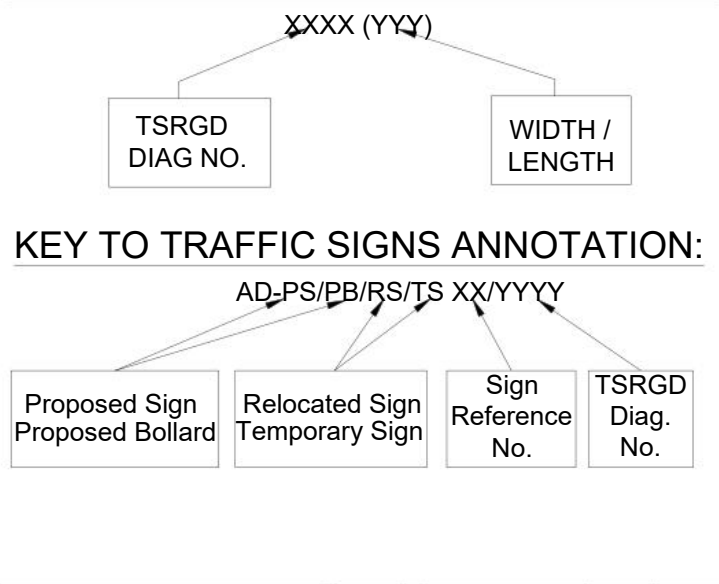 XXXX (YYY)
TSRGD
DIAG NO.
WIDTH /
LENGTH
KEY TO TRAFFIC SIGNS ANNOTATION:
AD-PS/PB/RS/TS XX/YYYY
Proposed Sign
Proposed Bollard
Relocated Sign
Temporary Sign
Sign
Reference
No.
TSRGD
Diag.
No.